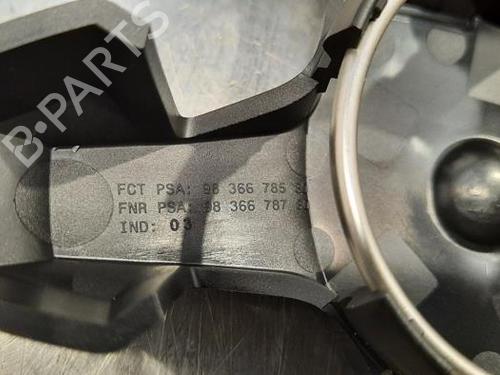 B-PARTS
FCT PSA: 98 366 785
FNR PSA: 98 366 787
IND: 03